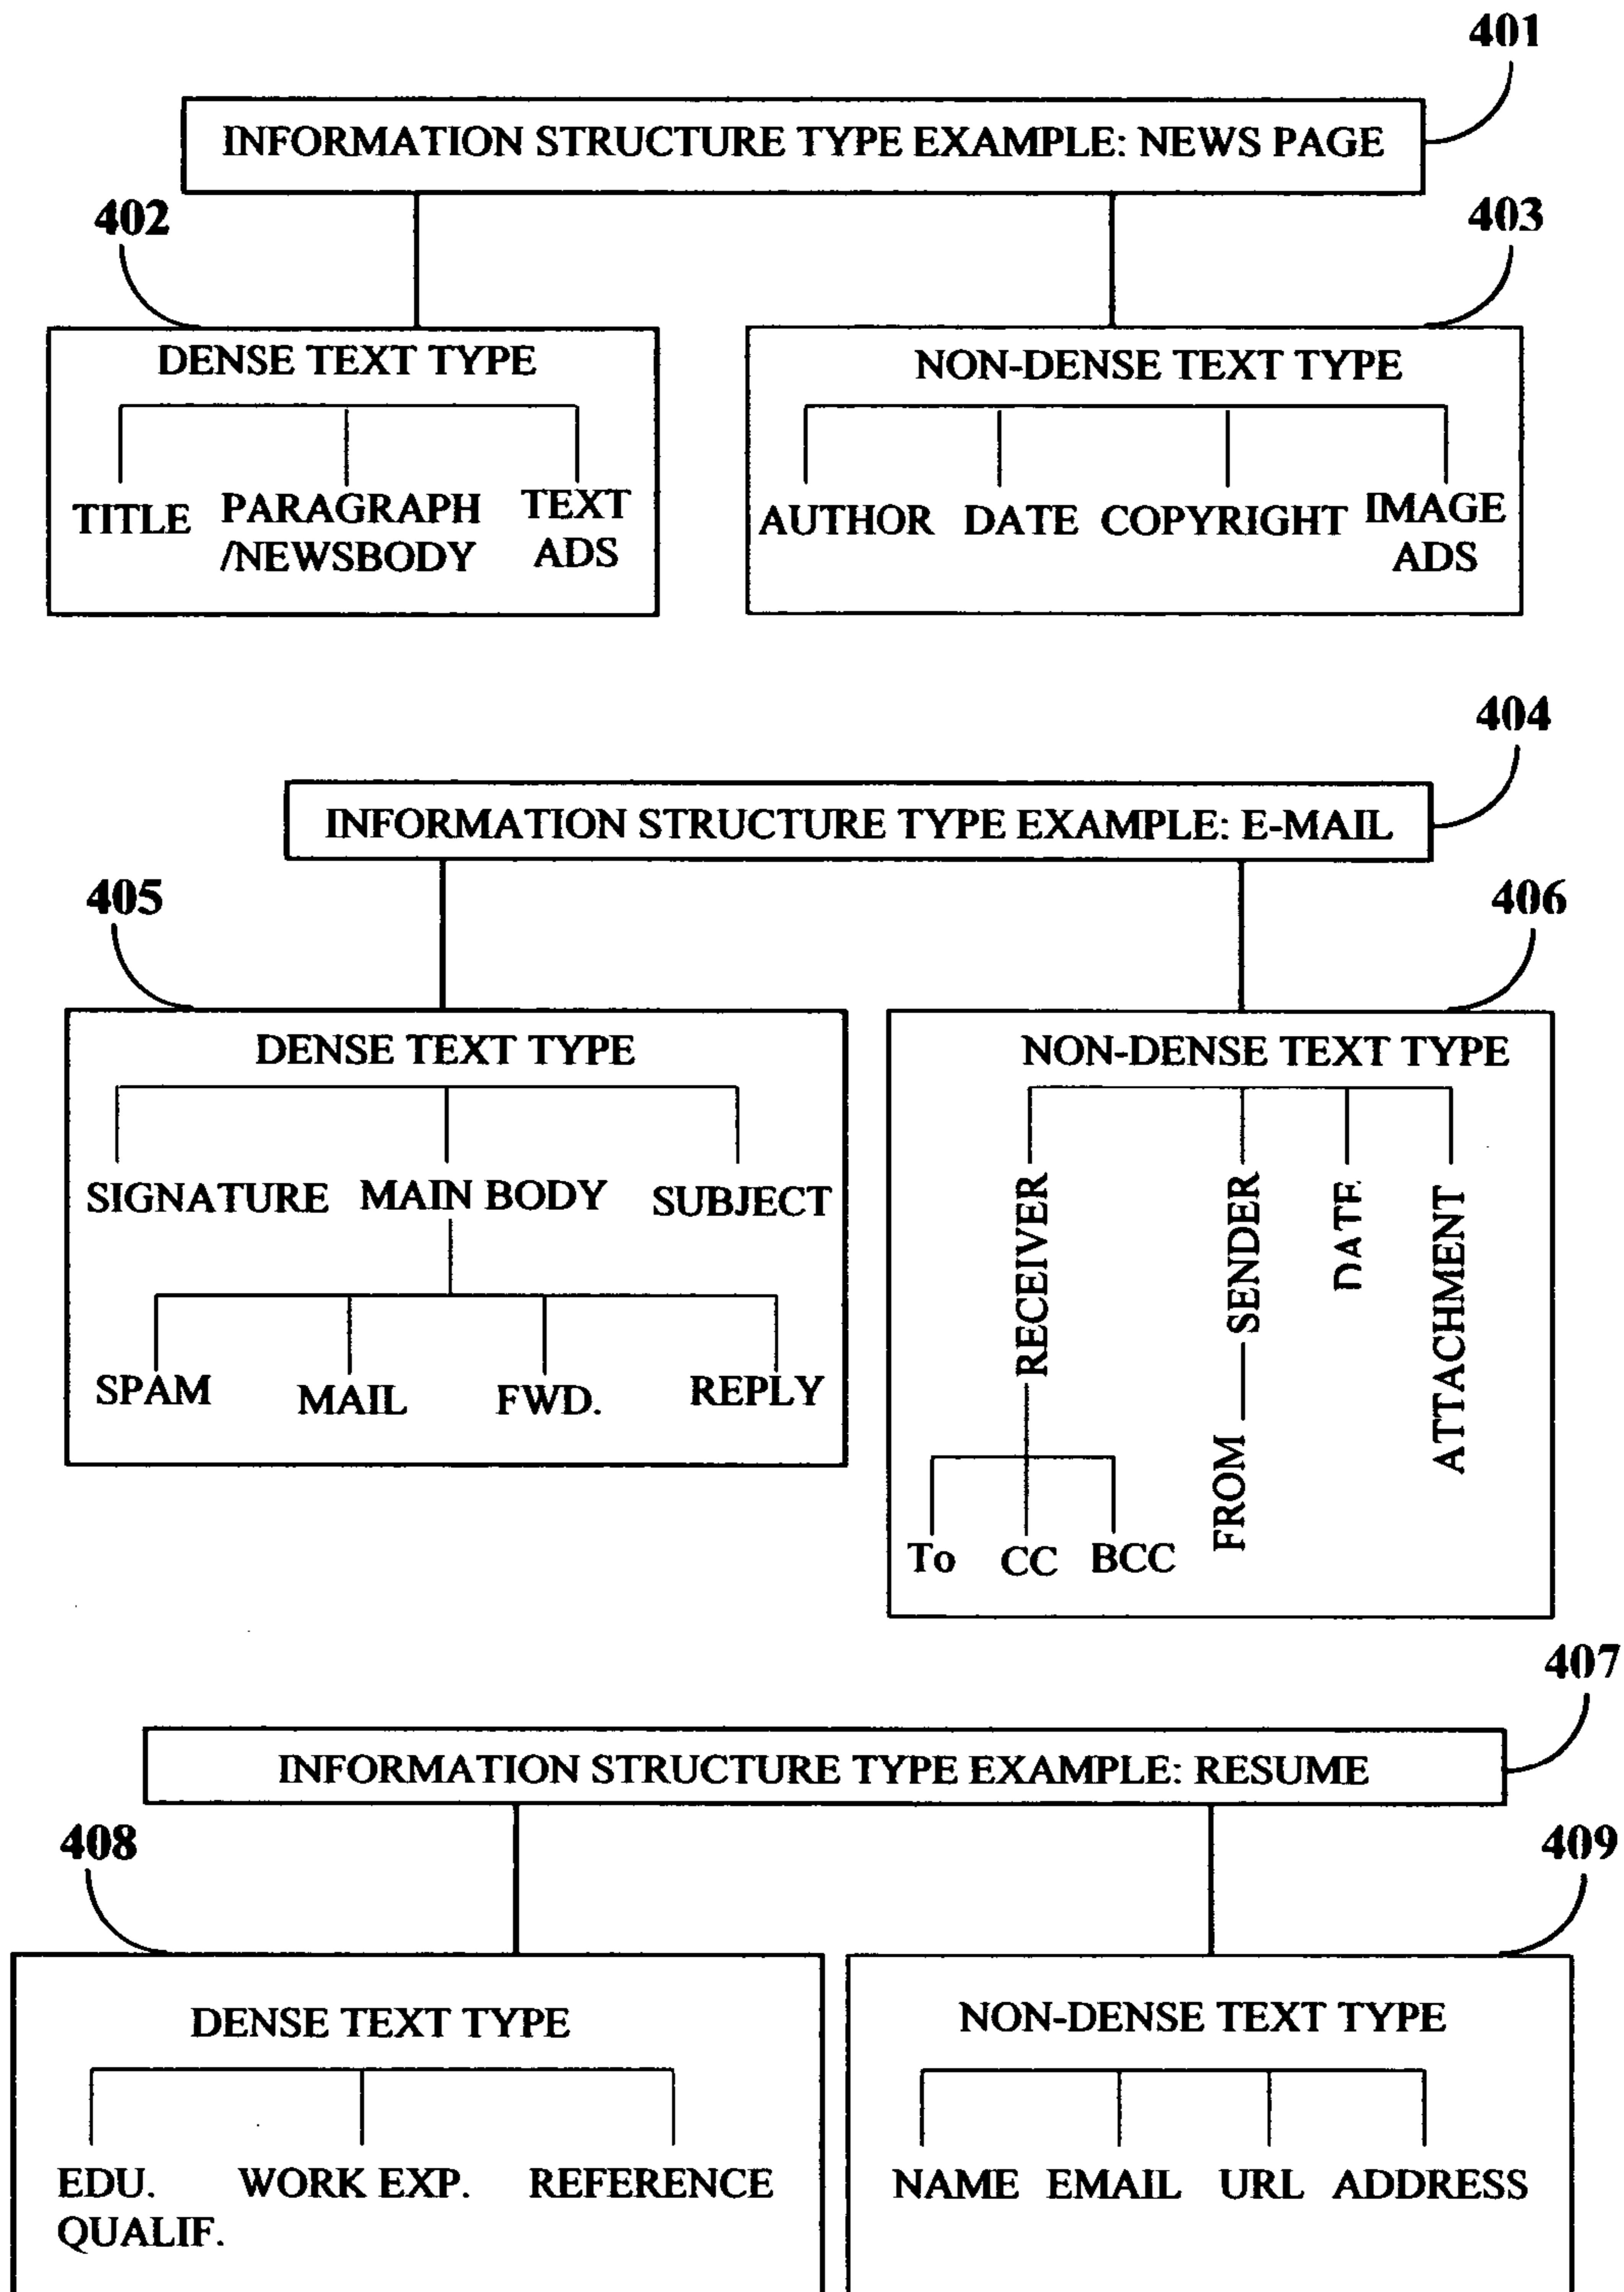 401
INFORMATION STRUCTURE TYPE EXAMPLE: NEWS PAGE
402
403
DENSE TEXT TYPE
TITLE
PARAGRAPH
/NEWSBODY
TEXT
ADS
NON-DENSE TEXT TYPE
AUTHOR
DATE
COPYRIGHT
IMAGE
ADS
404
INFORMATION STRUCTURE TYPE EXAMPLE: E-MAIL
405
406
DENSE TEXT TYPE
SIGNATURE
MAIN BODY
SUBJECT
SPAM
MAIL
FWD.
REPLY
NON-DENSE TEXT TYPE
RECEIVER
SENDER
DATE
ATTACHMENT
To
CC
BCC
FROM
407
INFORMATION STRUCTURE TYPE EXAMPLE: RESUME
408
409
DENSE TEXT TYPE
EDU.
QUALIF.
WORK EXP.
REFERENCE
NON-DENSE TEXT TYPE
NAME
EMAIL
URL
ADDRESS